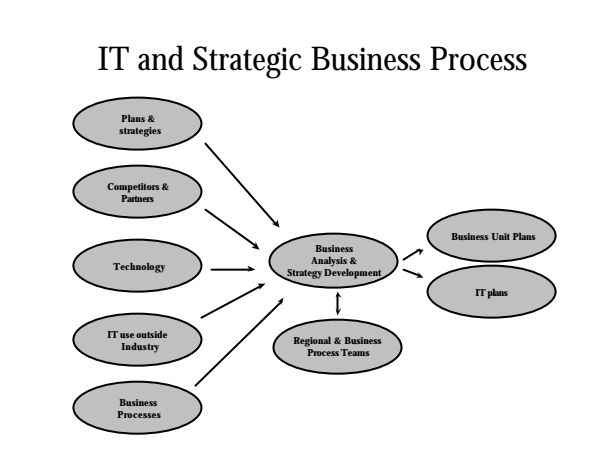 IT and Strategic Business Process
Plans &
strategies
Competitors &
Partners
Technology
IT use outside
Industry
Business
Processes
Business
Analysis &
Strategy Development
Regional & Business
Process Teams
Business Unit Plans
IT plans